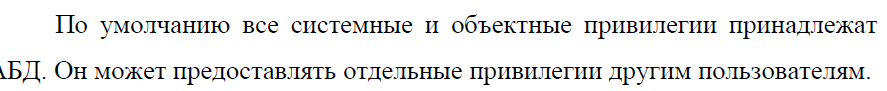 По умолчанию все системные и объектные привилегии принадлежат
АБД. Он может предоставлять отдельные привилегии другим пользователям.